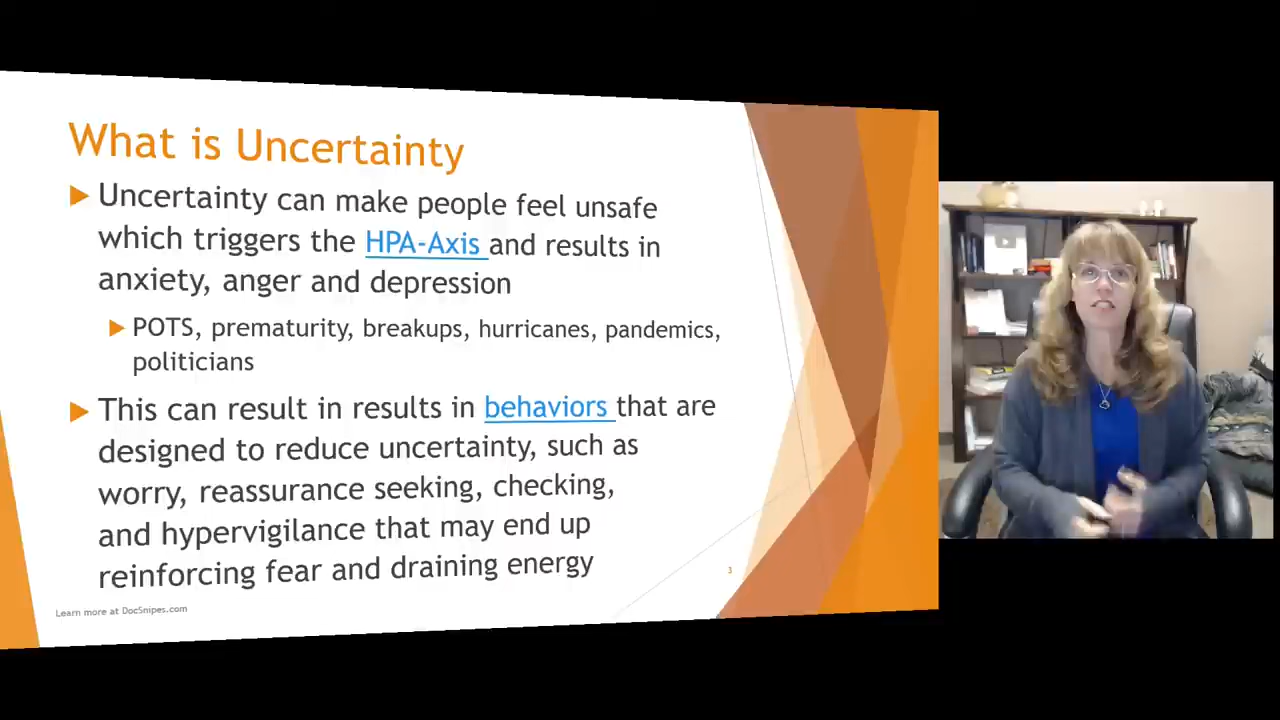 What is Uncertainty
Uncertainty can make people feel unsafe
which triggers the HPA-Axis and results in
anxiety, anger and depression
POTS, prematurity, breakups, hurricanes, pandemics,
politicians
This can result in results in behaviors that are
designed to reduce uncertainty, such as
worry, reassurance seeking, checking,
and hypervigilance that may end up
reinforcing fear and draining energy
3
Learn more at DocSnipes.com